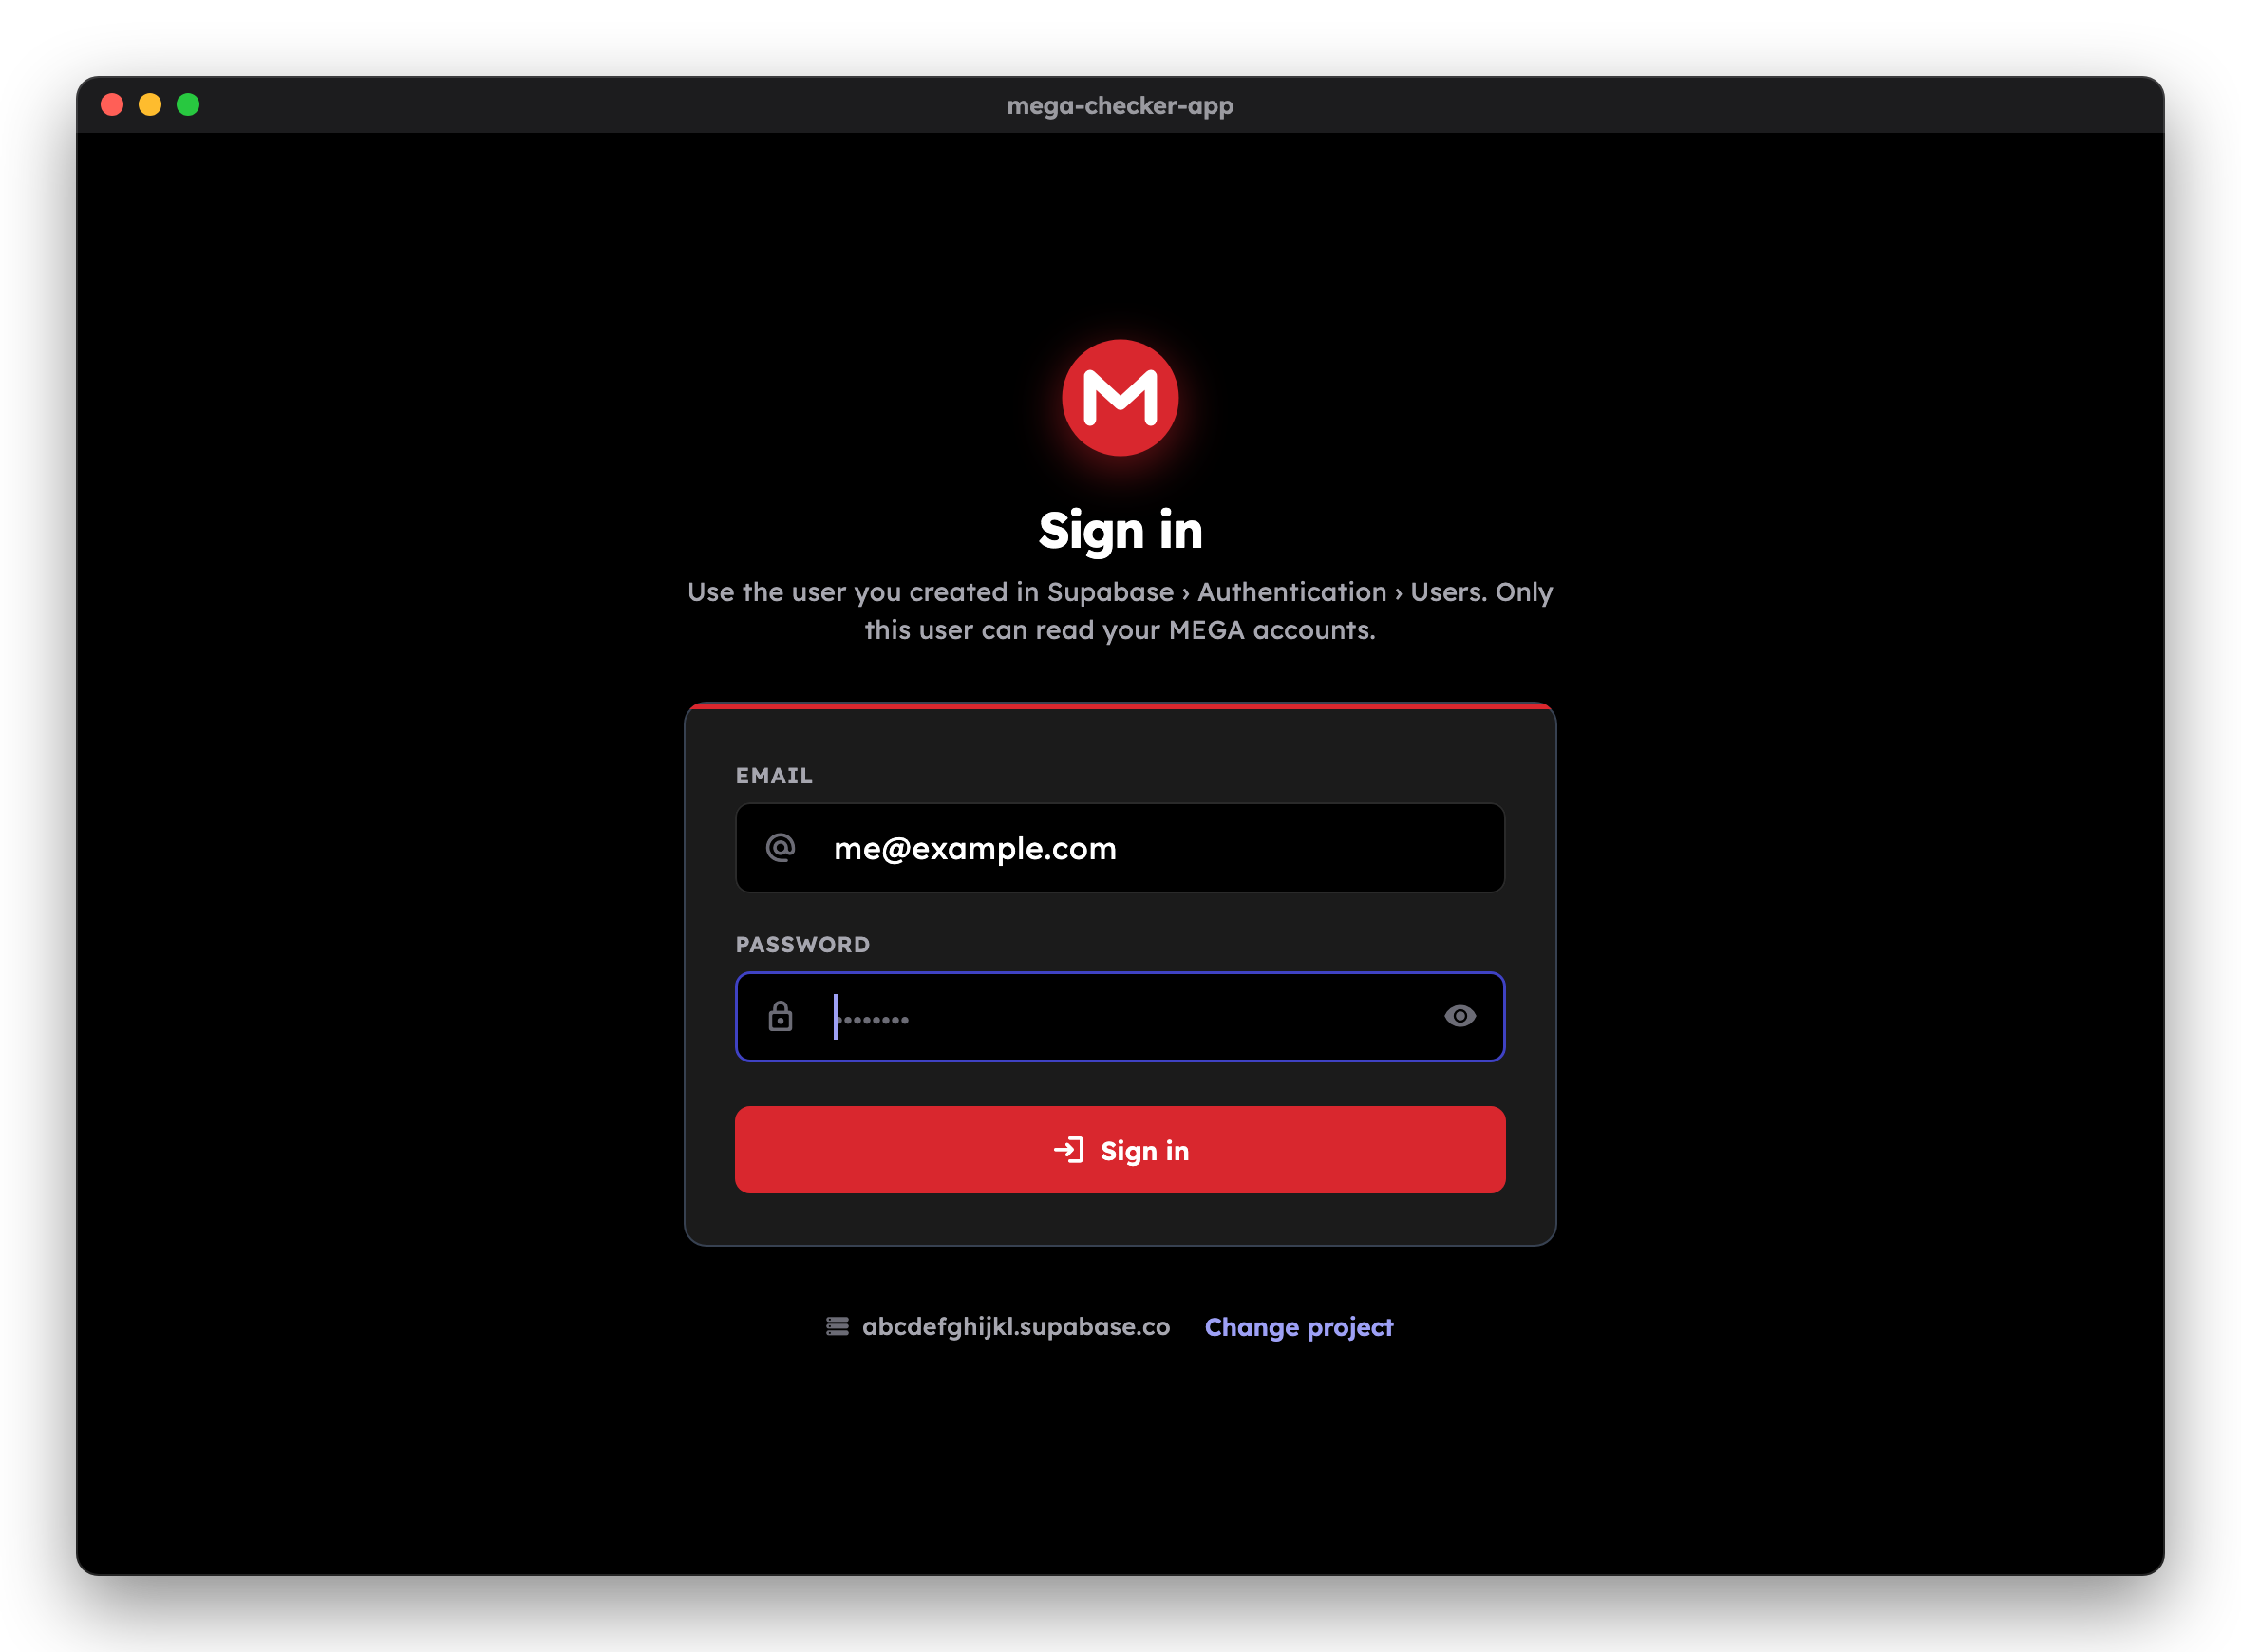 mega-checker-app
M
Sign in
Use the user you created in Supabase › Authentication › Users. Only
this user can read your MEGA accounts.
EMAIL
me@example.com
PASSWORD
••••••••
Sign in
abcdefghijkl.supabase.co Change project